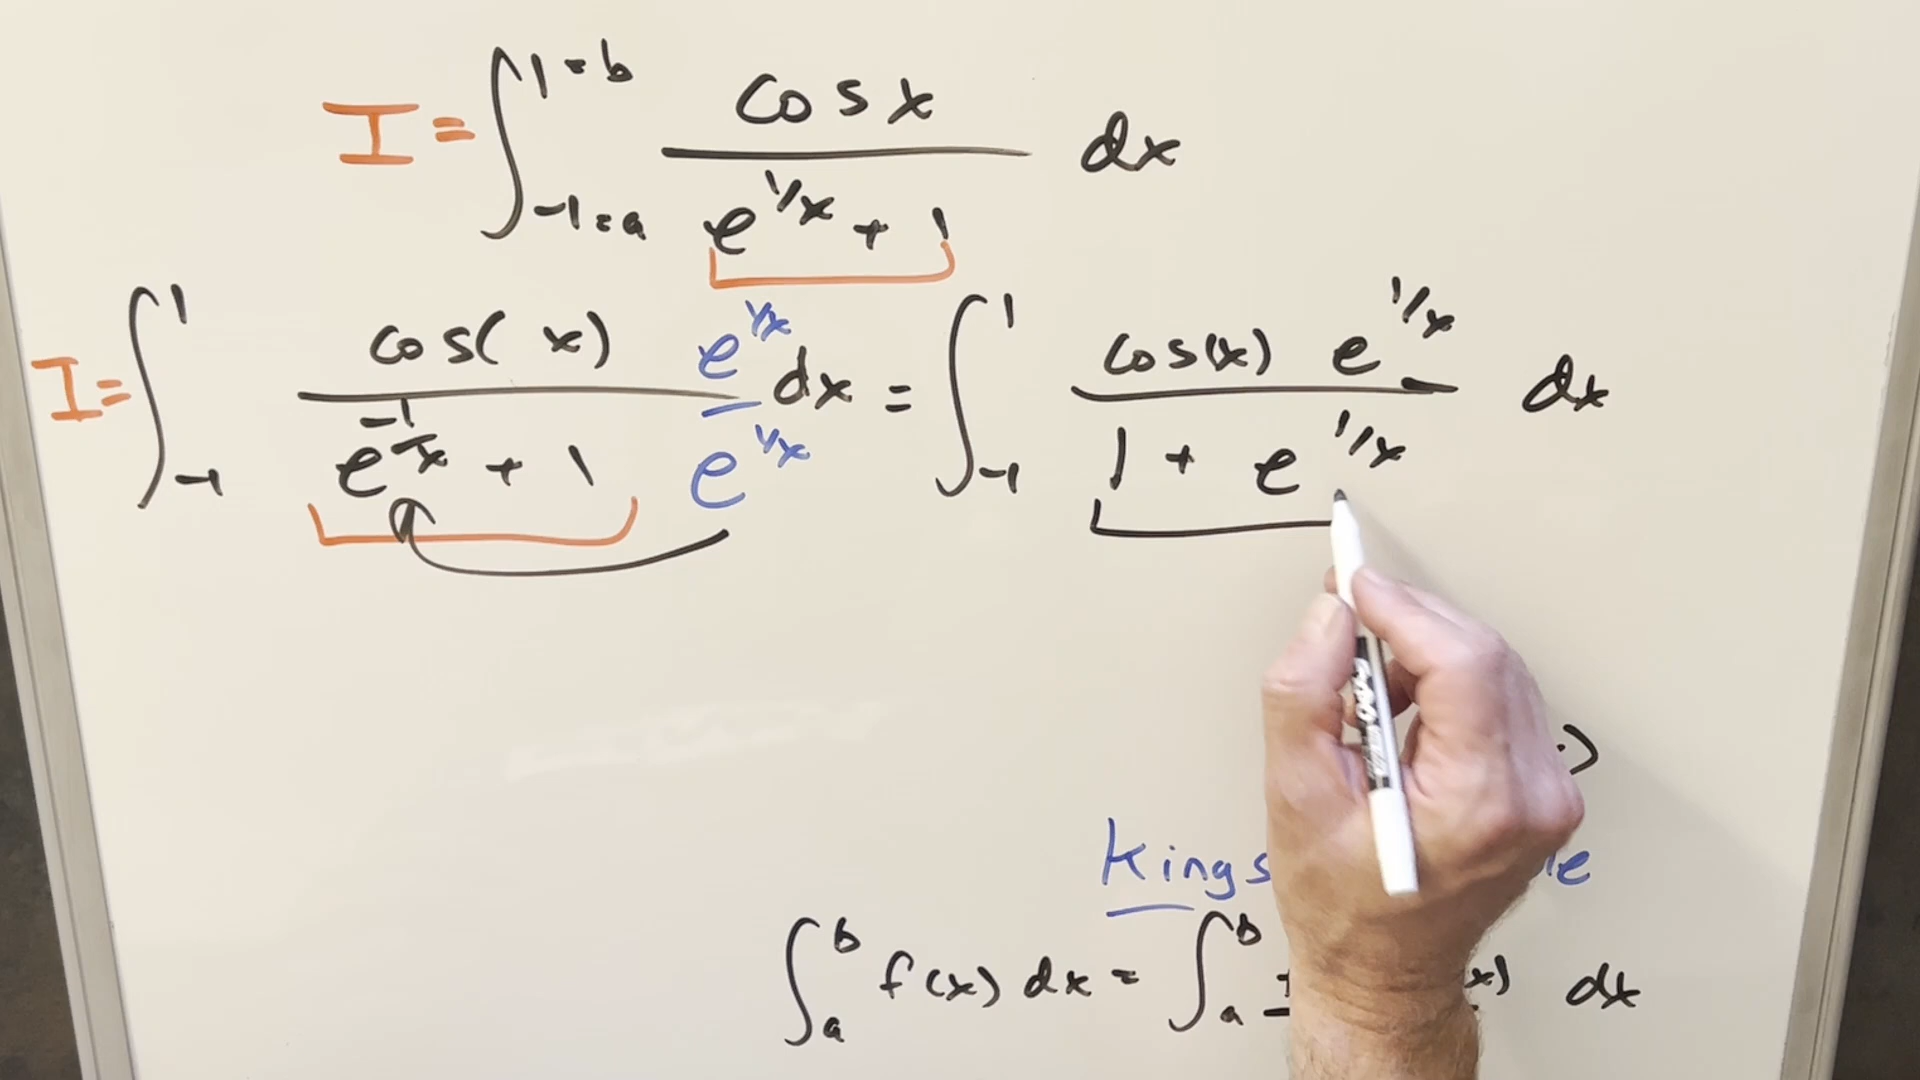 I = ∫_{-1=a}^{1=b} cos x / (e^{1/x} + 1) dx
I = ∫_{-1}^{1} cos( x) / (e^{-1/x} + 1) e^{1/x} / e^{1/x} dx = ∫_{-1}^{1} cos(x) e^{1/x} / (1 + e^{1/x}) dx
Kings
∫_a^b f(x) dx = ∫_a^b x) dx